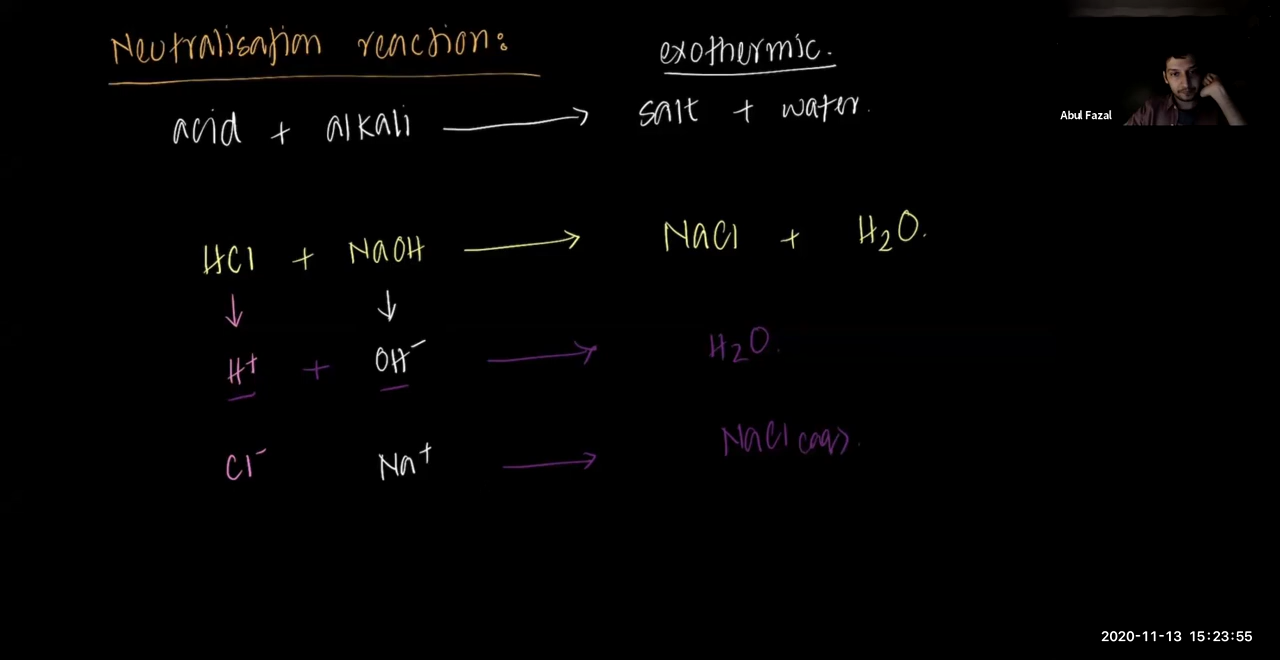 Neutralisation reaction: exothermic.
acid + alkali → salt + water.
Abul Fazal
HCl + NaOH → NaCl + H₂O.
↓ ↓
H⁺ + OH⁻ → H₂O.
Cl⁻ Na⁺ → NaCl (aq).
2020-11-13 15:23:55